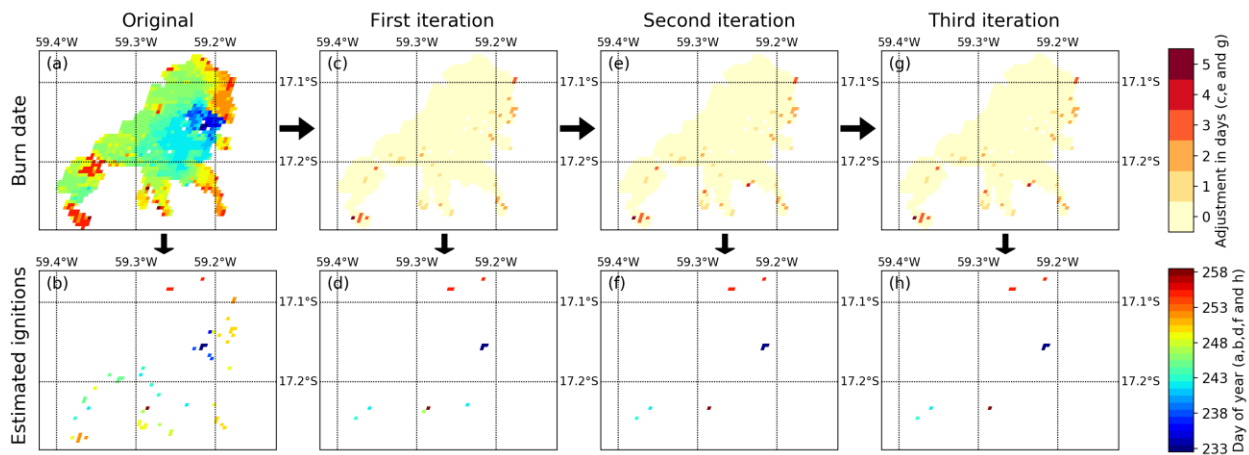 Original
First iteration
Second iteration
Third iteration
59.4°W 59.3°W 59.2°W
59.4°W 59.3°W 59.2°W
59.4°W 59.3°W 59.2°W
59.4°W 59.3°W 59.2°W
Burn date
(a)
17.1°S
17.2°S
(c)
17.1°S
17.2°S
(e)
17.1°S
17.2°S
(g)
17.1°S
17.2°S
5
4
3
2
1
0
Adjustment in days (c,e and g)
59.4°W 59.3°W 59.2°W
59.4°W 59.3°W 59.2°W
59.4°W 59.3°W 59.2°W
59.4°W 59.3°W 59.2°W
Estimated ignitions
(b)
17.1°S
17.2°S
(d)
17.1°S
17.2°S
(f)
17.1°S
17.2°S
(h)
17.1°S
17.2°S
258
253
248
243
238
233
Day of year (a,b,d,f and h)